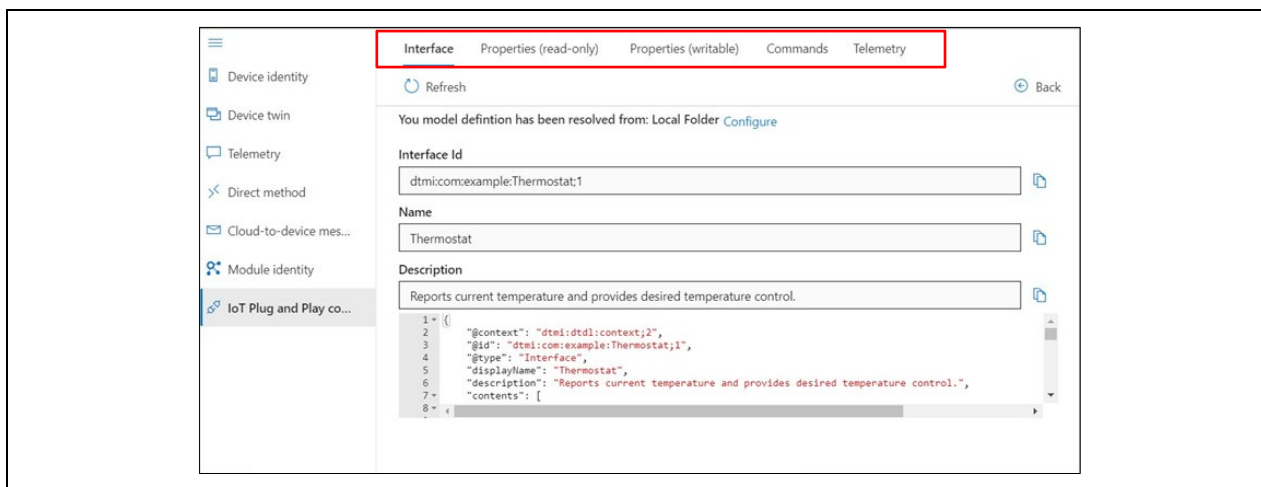 Interface Properties (read-only) Properties (writable) Commands Telemetry
Device identity
Refresh Back
Device twin
You model defintion has been resolved from: Local Folder Configure
Telemetry
Interface Id
dtmi:com:example:Thermostat;1
Direct method
Name
Cloud-to-device mes...
Thermostat
Module identity
Description
IoT Plug and Play co...
Reports current temperature and provides desired temperature control.
1 {
2 "@context": "dtmi:dtdl:context;2",
3 "@id": "dtmi:com:example:Thermostat;1",
4 "@type": "Interface",
5 "displayName": "Thermostat",
6 "description": "Reports current temperature and provides desired temperature control.",
7 "contents": [
8